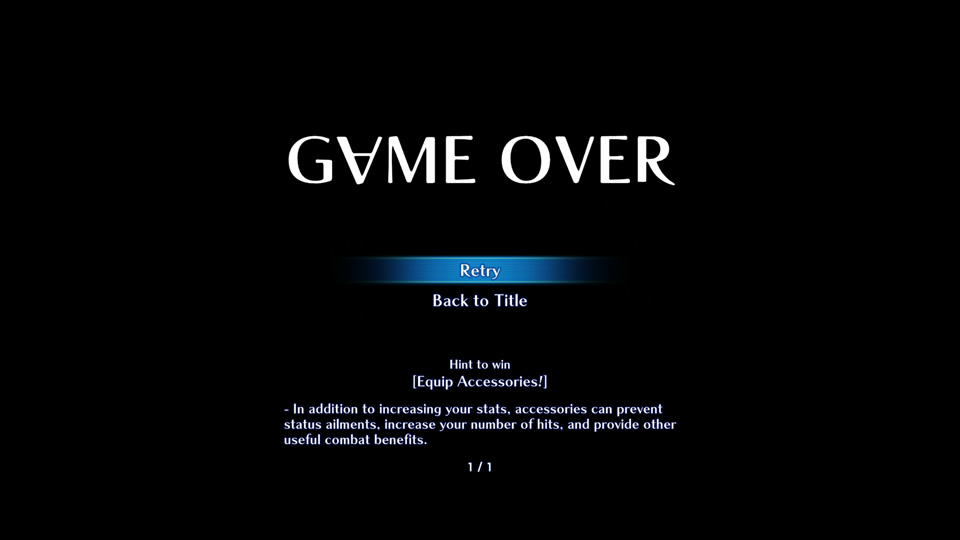 GAME OVER
Retry
Back to Title
Hint to win
[Equip Accessories!]
- In addition to increasing your stats, accessories can prevent
status ailments, increase your number of hits, and provide other
useful combat benefits.
1 / 1